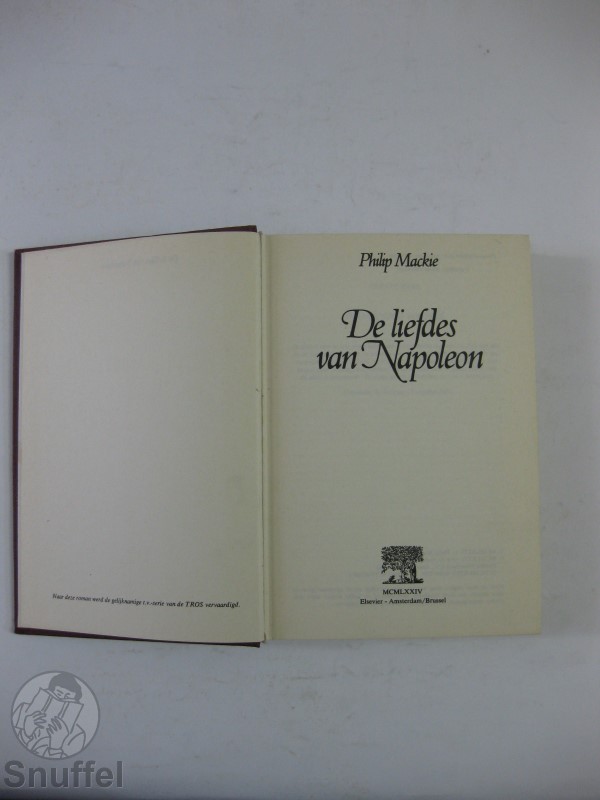 Naar deze roman werd de gelijknamige t.v.-serie van de TROS vervaardigd.
Philip Mackie
De liefdes
van Napoleon
MCMLXXIV
Elsevier - Amsterdam/Brussel
Snuffel